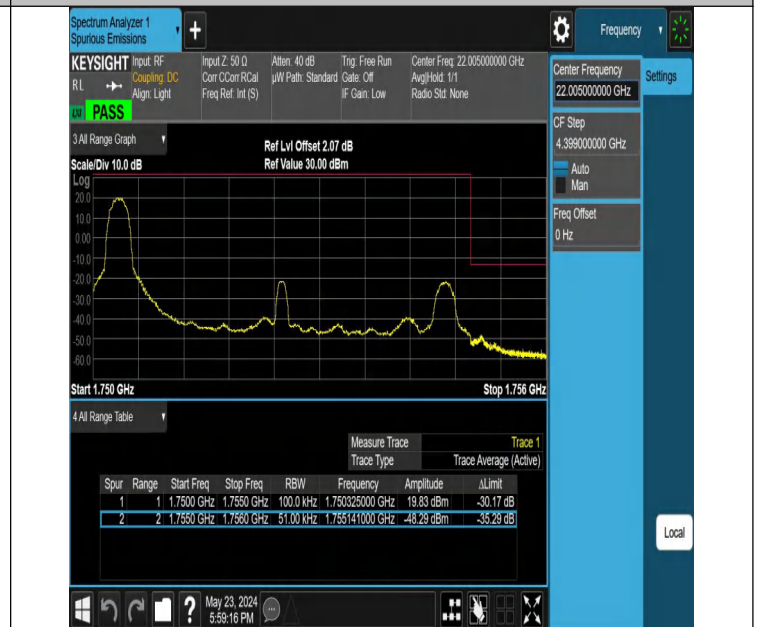 Spectrum Analyzer 1
Spurious Emissions
+
Frequency
KEYSIGHT
RL
PASS
Input: RF
Coupling: DC
Align: Light
Input Z: 50 Ω
Corr CCorr RCal
Freq Ref: Int (S)
Atten: 40 dB
µW Path: Standard
Trig: Free Run
Gate: Off
IF Gain: Low
Center Freq: 22.005000000 GHz
Avg|Hold: 1/1
Radio Std: None
Center Frequency
22.005000000 GHz
Settings
CF Step
4.399000000 GHz
Auto
Man
Freq Offset
0 Hz
3 All Range Graph
Scale/Div 10.0 dB
Ref Lvl Offset 2.07 dB
Ref Value 30.00 dBm
Log
20.0
10.0
0.00
-10.0
-20.0
-30.0
-40.0
-50.0
-60.0
Start 1.750 GHz
Stop 1.756 GHz
4 All Range Table
Measure Trace Trace 1
Trace Type Trace Average (Active)
Spur Range Start Freq Stop Freq RBW Frequency Amplitude ΔLimit
1 1 1.7500 GHz 1.7550 GHz 100.0 kHz 1.750325000 GHz 19.83 dBm -30.17 dB
2 2 1.7550 GHz 1.7560 GHz 51.00 kHz 1.755141000 GHz -48.29 dBm -35.29 dB
Local
?
May 23, 2024
5:59:16 PM